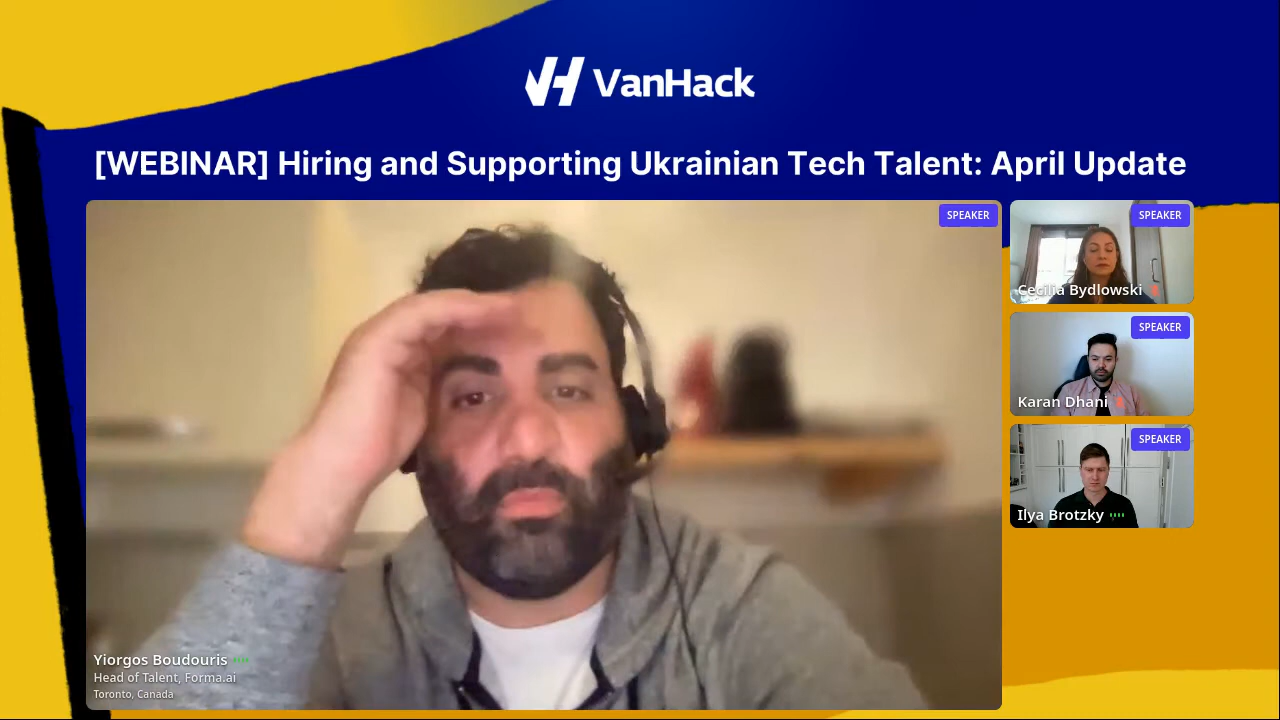 VanHack
[WEBINAR] Hiring and Supporting Ukrainian Tech Talent: April Update
SPEAKER
Yiorgos Boudouris
Head of Talent, Forma.ai
Toronto, Canada
SPEAKER
Cecilia Bydlowski
SPEAKER
Karan Dhani
SPEAKER
Ilya Brotzky